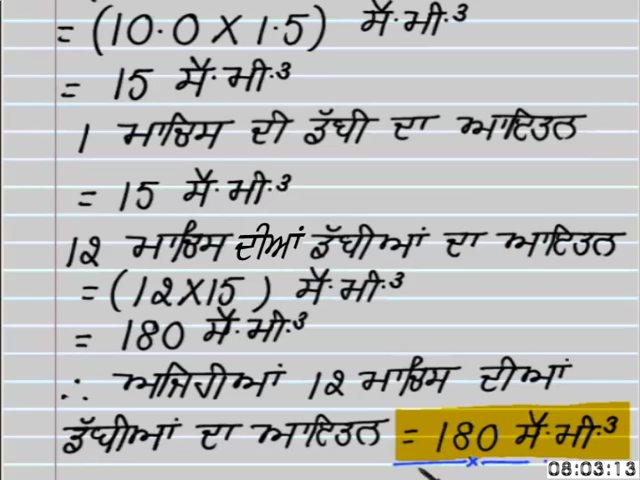 = (10.0 X 1.5) ਸੈਂ.ਮੀ.³
= 15 ਸੈਂ.ਮੀ.³
1 ਮਾਚਿਸ ਦੀ ਡੱਬੀ ਦਾ ਆਇਤਨ
= 15 ਸੈਂ.ਮੀ.³
12 ਮਾਚਿਸ ਦੀਆਂ ਡੱਬੀਆਂ ਦਾ ਆਇਤਨ
= (12X15) ਸੈਂ.ਮੀ.³
= 180 ਸੈਂ.ਮੀ.³
∴ ਅਜਿਹੀਆਂ 12 ਮਾਚਿਸ ਦੀਆਂ
ਡੱਬੀਆਂ ਦਾ ਆਇਤਨ = 180 ਸੈਂ.ਮੀ.³
08:03:13